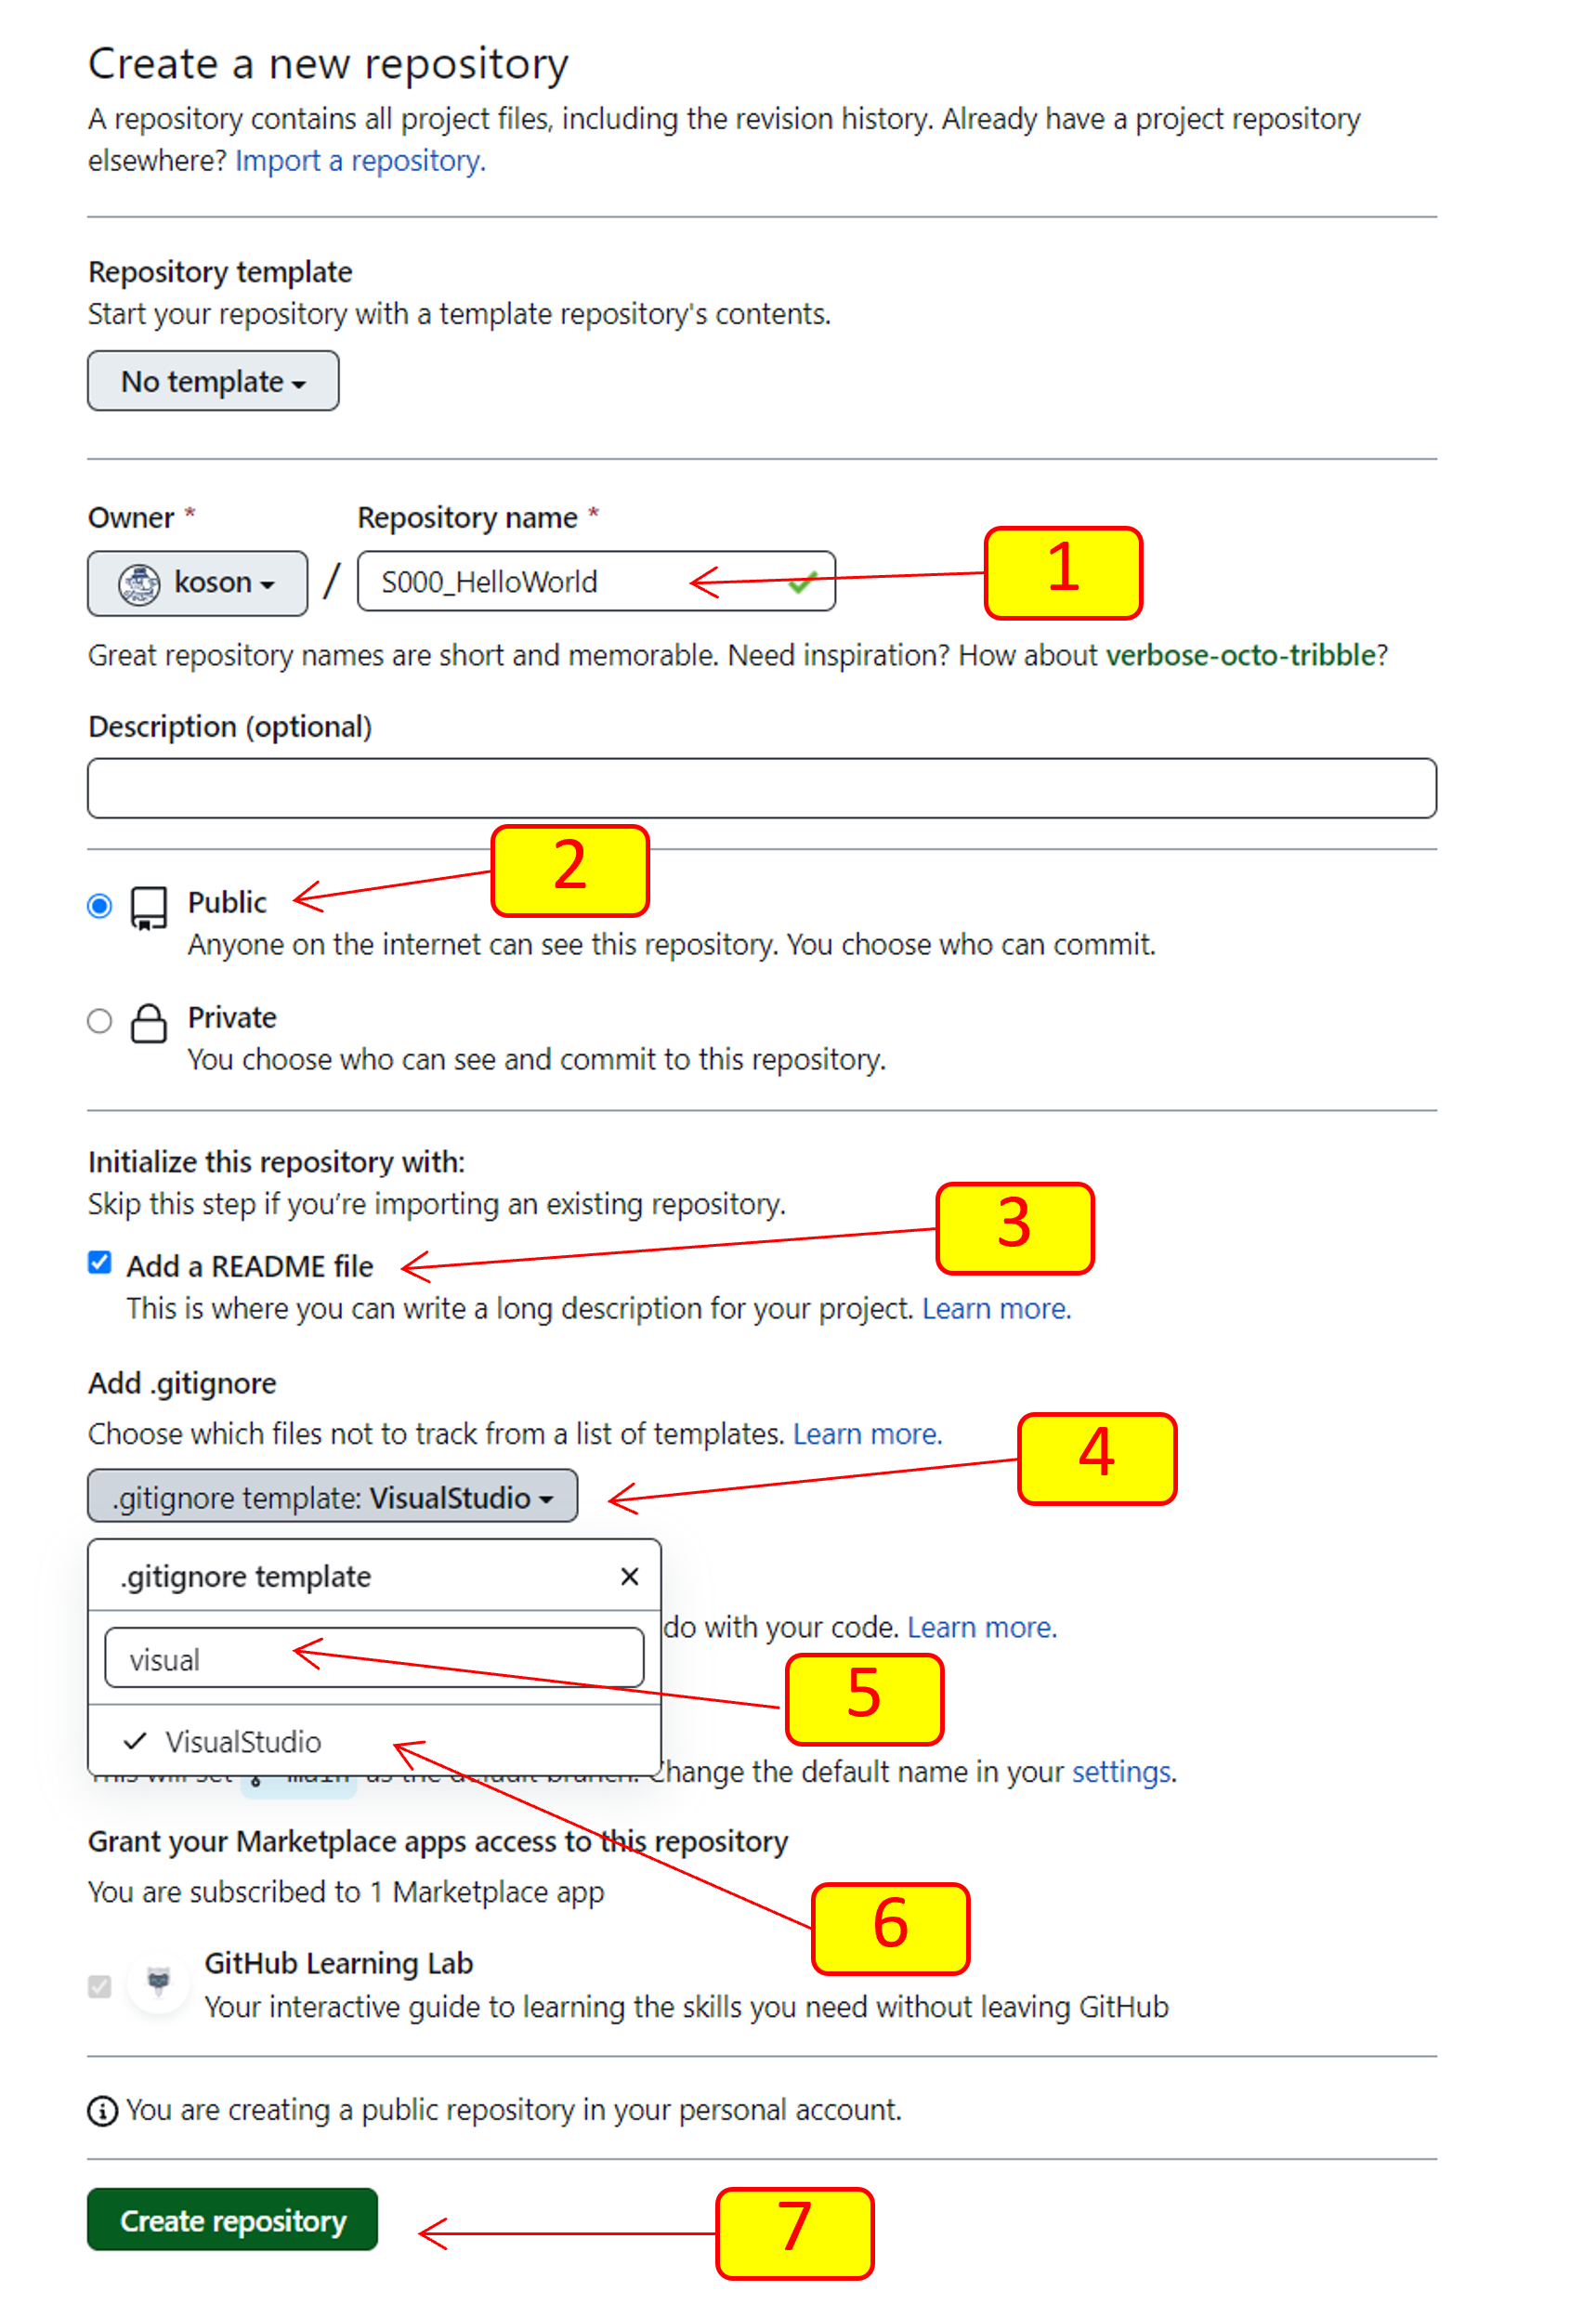 Create a new repository
A repository contains all project files, including the revision history. Already have a project repository
elsewhere? Import a repository.
Repository template
Start your repository with a template repository's contents.
No template
Owner *
Repository name *
koson / S000_HelloWorld
1
Great repository names are short and memorable. Need inspiration? How about verbose-octo-tribble?
Description (optional)
2
Public
Anyone on the internet can see this repository. You choose who can commit.
Private
You choose who can see and commit to this repository.
Initialize this repository with:
Skip this step if you’re importing an existing repository.
3
Add a README file
This is where you can write a long description for your project. Learn more.
Add .gitignore
Choose which files not to track from a list of templates. Learn more.
4
.gitignore template: VisualStudio
.gitignore template
do with your code. Learn more.
visual
5
VisualStudio
This will set main as the default branch. Change the default name in your settings.
Grant your Marketplace apps access to this repository
You are subscribed to 1 Marketplace app
6
GitHub Learning Lab
Your interactive guide to learning the skills you need without leaving GitHub
You are creating a public repository in your personal account.
Create repository
7